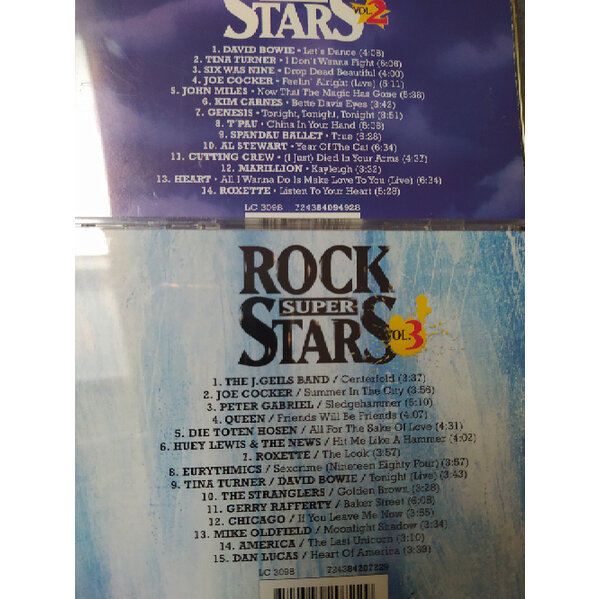 STARS VOL. 2
1. DAVID BOWIE • Let's Dance (4:08)
2. TINA TURNER • I Don't Wanna Fight (6:06)
3. SIX WAS NINE • Drop Dead Beautiful (4:00)
4. JOE COCKER • Feelin' Alright (Live) (5:11)
5. JOHN MILES • Now That The Magic Has Gone (5:38)
6. KIM CARNES • Bette Davis Eyes (3:42)
7. GENESIS • Tonight, Tonight, Tonight (8:51)
8. T'PAU • China In Your Hand (5:08)
9. SPANDAU BALLET • True (6:28)
10. AL STEWART • Year Of The Cat (6:34)
11. CUTTING CREW • (I Just) Died In Your Arms (4:37)
12. MARILLION • Kayleigh (3:32)
13. HEART • All I Wanna Do Is Make Love To You (Live) (6:34)
14. ROXETTE • Listen To Your Heart (5:28)
LC 3098 724384094928
ROCK
SUPER
STARS VOL. 3
1. THE J.GEILS BAND / Centerfold (3:37)
2. JOE COCKER / Summer In The City (3:56)
3. PETER GABRIEL / Sledgehammer (5:10)
4. QUEEN / Friends Will Be Friends (4.07)
5. DIE TOTEN HOSEN / All For The Sake Of Love (4:31)
6. HUEY LEWIS & THE NEWS / Hit Me Like A Hammer (4:02)
7. ROXETTE / The Look (3:57)
8. EURYTHMICS / Sexcrime (Nineteen Eighty Four) (3:57)
9. TINA TURNER / DAVID BOWIE / Tonight (Live) (3:43)
10. THE STRANGLERS / Golden Brown (3:28)
11. GERRY RAFFERTY / Baker Street (6:08)
12. CHICAGO / If You Leave Me Now (3:55)
13. MIKE OLDFIELD / Moonlight Shadow (3:34)
14. AMERICA / The Last Unicorn (3:10)
15. DAN LUCAS / Heart Of America (3:39)
LC 3098 724384207229